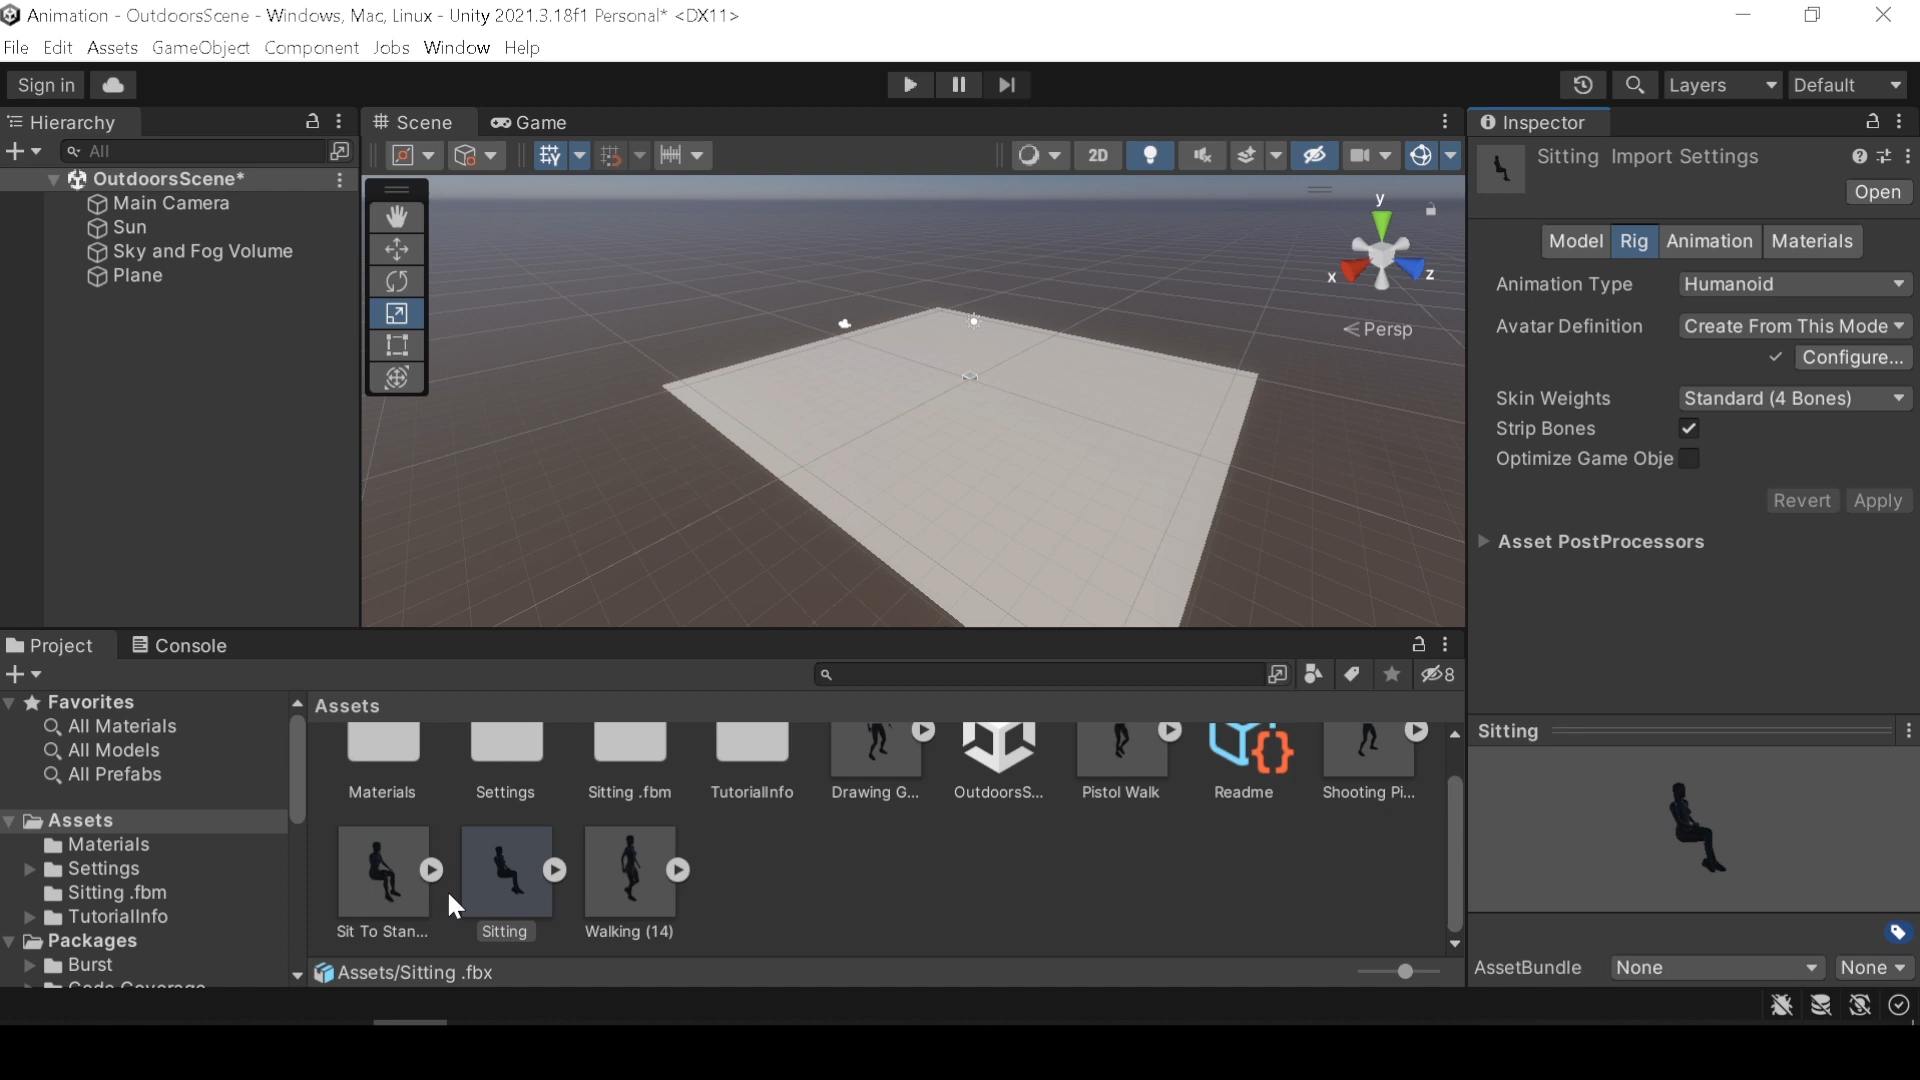 Animation - OutdoorsScene - Windows, Mac, Linux - Unity 2021.3.18f1 Personal* <DX11>
File Edit Assets GameObject Component Jobs Window Help
Sign in
Layers
Default
Hierarchy
All
OutdoorsScene*
Main Camera
Sun
Sky and Fog Volume
Plane
Scene
Game
2D
y
x
z
Persp
Inspector
Sitting Import Settings
Open
Model Rig Animation Materials
Animation Type Humanoid
Avatar Definition Create From This Mode
Configure...
Skin Weights Standard (4 Bones)
Strip Bones
Optimize Game Obje
Revert Apply
Asset PostProcessors
Project
Console
8
Favorites
All Materials
All Models
All Prefabs
Assets
Materials
Settings
Sitting .fbm
TutorialInfo
Packages
Burst
Assets
Materials Settings Sitting .fbm TutorialInfo Drawing G... OutdoorsS... Pistol Walk Readme Shooting Pi...
Sit To Stan... Sitting Walking (14)
Assets/Sitting .fbx
Sitting
AssetBundle None None